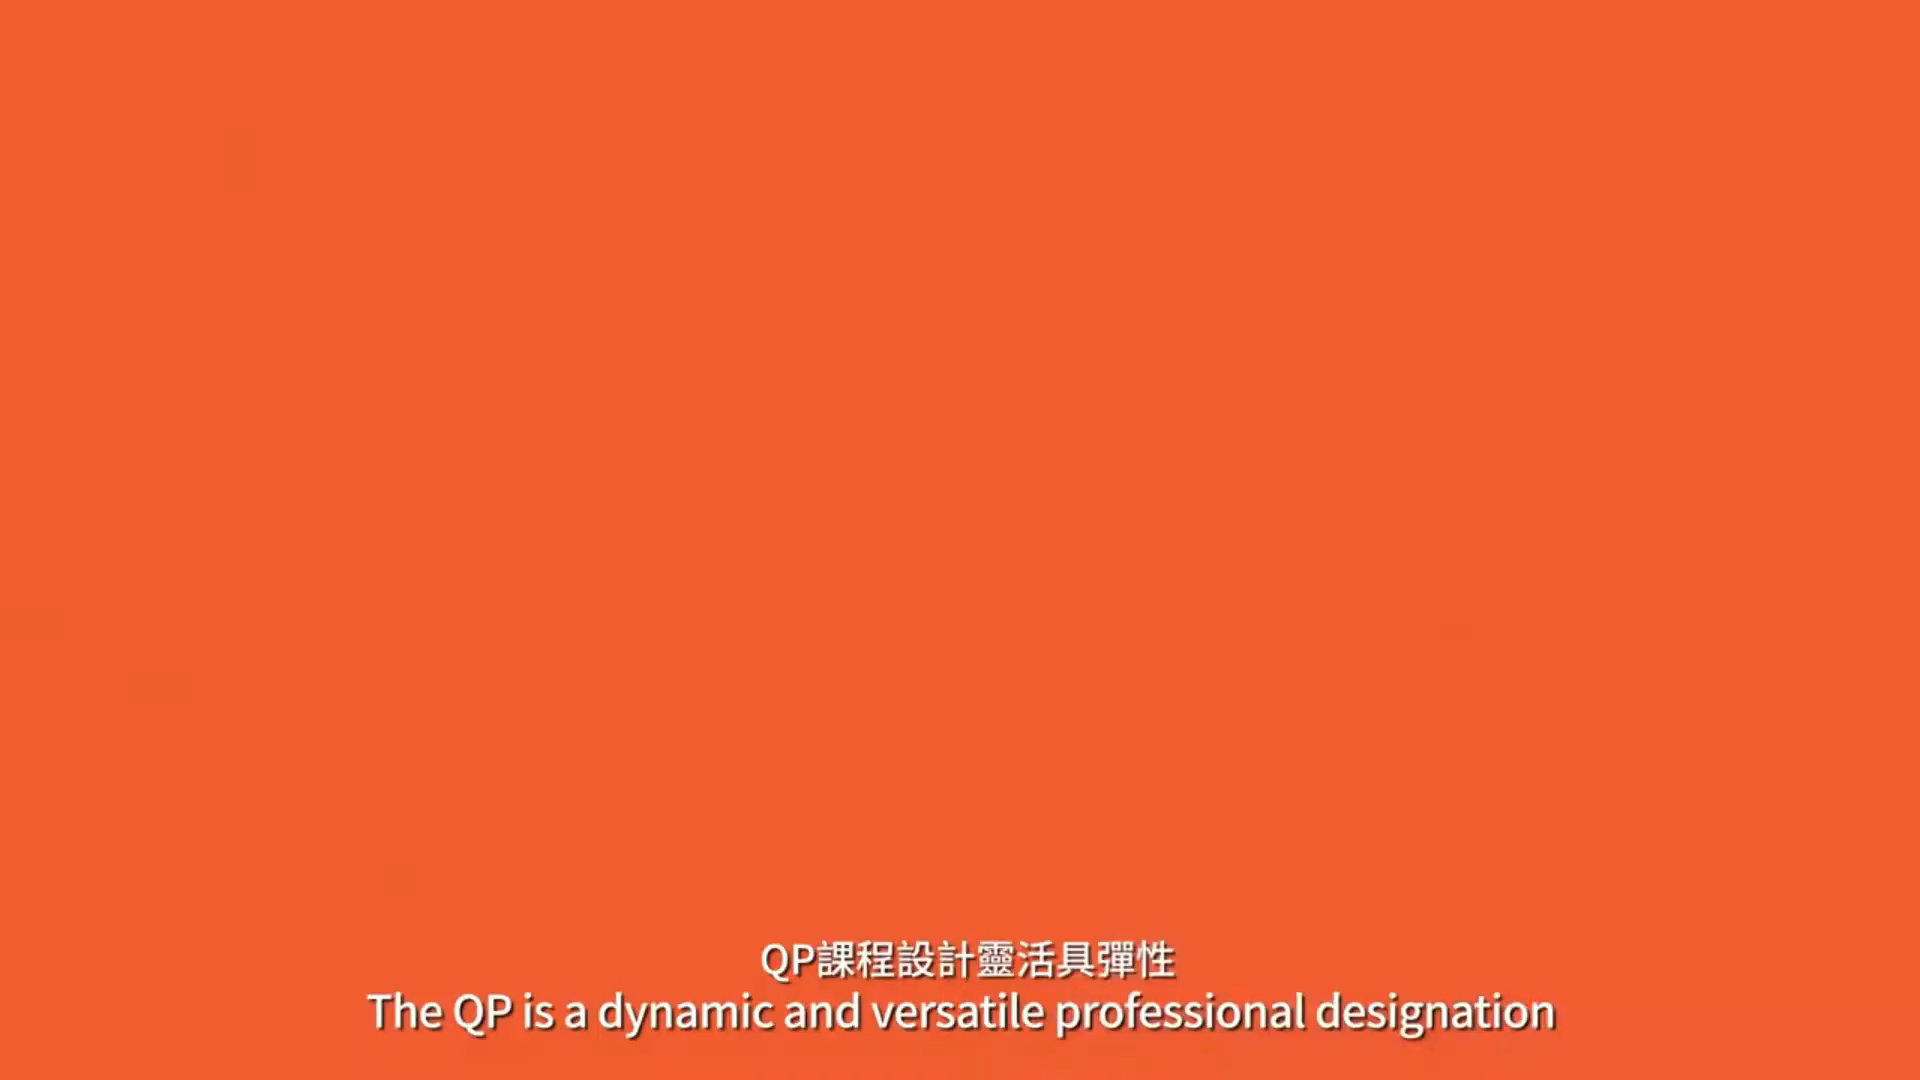 QP課程設計靈活具彈性
The QP is a dynamic and versatile professional designation